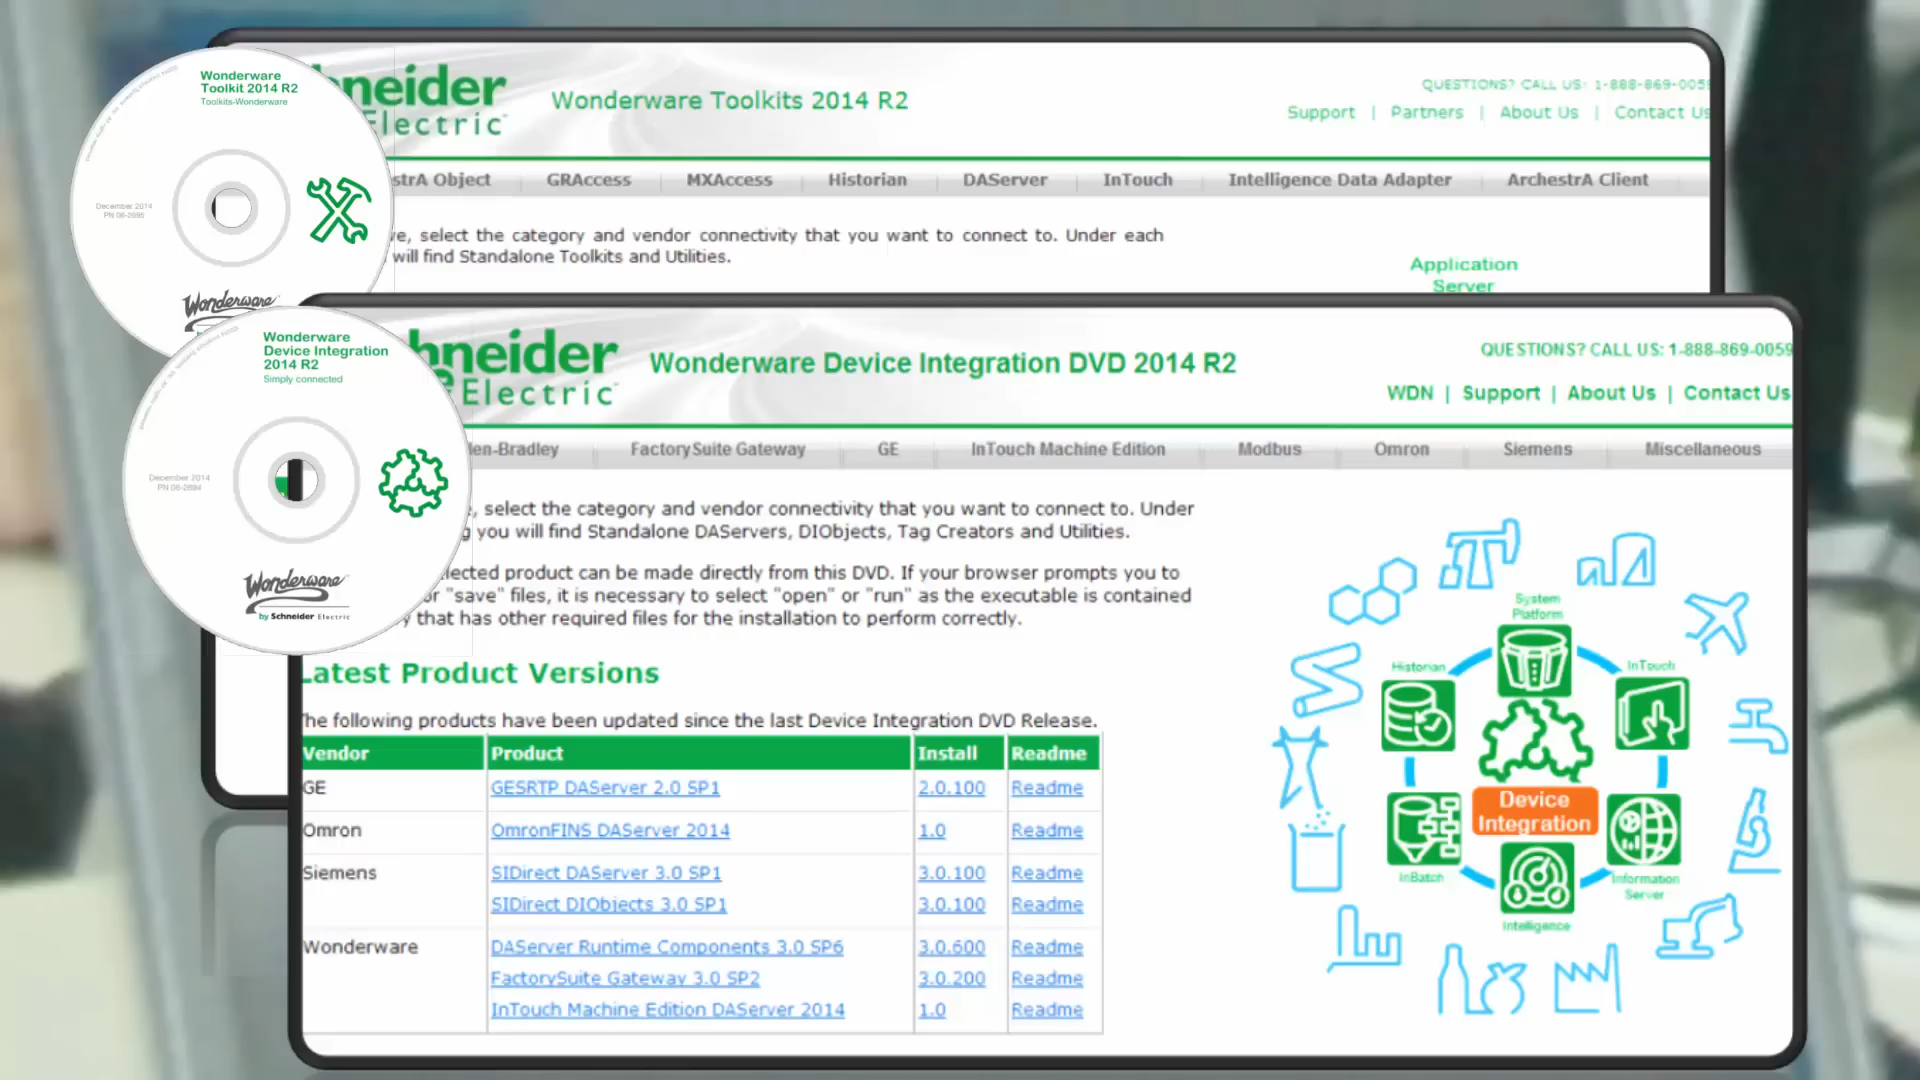 Wonderware
Toolkit 2014 R2
Toolkits-Wonderware
December 2014
PN 06-2695
Wonderware
neider
Electric
Wonderware Toolkits 2014 R2
QUESTIONS? CALL US: 1-888-869-0059
Support | Partners | About Us | Contact Us
strA Object
GRAccess
MXAccess
Historian
DAServer
InTouch
Intelligence Data Adapter
ArchestrA Client
e, select the category and vendor connectivity that you want to connect to. Under each
will find Standalone Toolkits and Utilities.
Application
Server
Wonderware
Device Integration
2014 R2
Simply connected
December 2014
PN 06-2694
Wonderware
by Schneider Electric
hneider
Electric
Wonderware Device Integration DVD 2014 R2
QUESTIONS? CALL US: 1-888-869-0059
WDN | Support | About Us | Contact Us
en-Bradley
FactorySuite Gateway
GE
InTouch Machine Edition
Modbus
Omron
Siemens
Miscellaneous
, select the category and vendor connectivity that you want to connect to. Under
g you will find Standalone DAServers, DIObjects, Tag Creators and Utilities.
lected product can be made directly from this DVD. If your browser prompts you to
or "save" files, it is necessary to select "open" or "run" as the executable is contained
y that has other required files for the installation to perform correctly.
Latest Product Versions
The following products have been updated since the last Device Integration DVD Release.
Vendor Product Install Readme
GE GESRTP DAServer 2.0 SP1 2.0.100 Readme
Omron OmronFINS DAServer 2014 1.0 Readme
Siemens SIDirect DAServer 3.0 SP1 3.0.100 Readme
SIDirect DIObjects 3.0 SP1 3.0.100 Readme
Wonderware DAServer Runtime Components 3.0 SP6 3.0.600 Readme
FactorySuite Gateway 3.0 SP2 3.0.200 Readme
InTouch Machine Edition DAServer 2014 1.0 Readme
System
Platform
Historian
InTouch
Device
Integration
InBatch
Information
Server
Intelligence